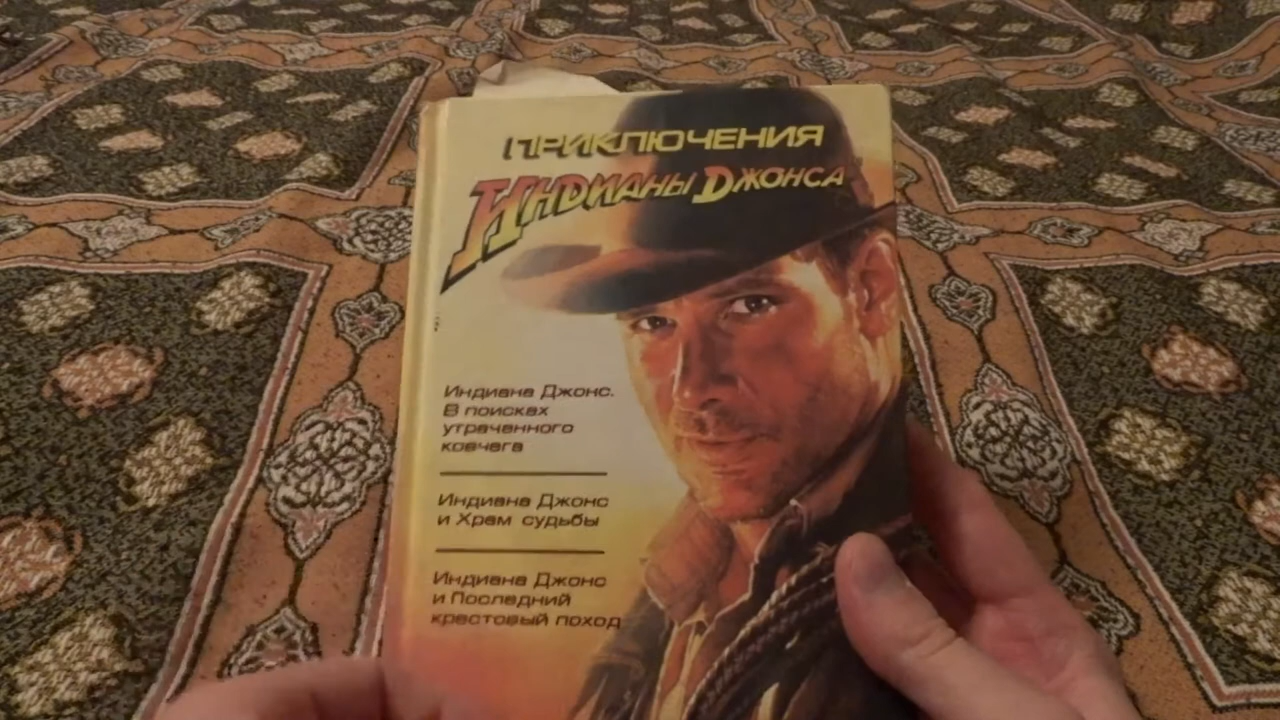 ПРИКЛЮЧЕНИЯ
ИНДИАНЫ ДЖОНСА
Индиана Джонс.
В поисках
утраченного
ковчега
Индиана Джонс
и Храм судьбы
Индиана Джонс
и Последний
крестовый поход